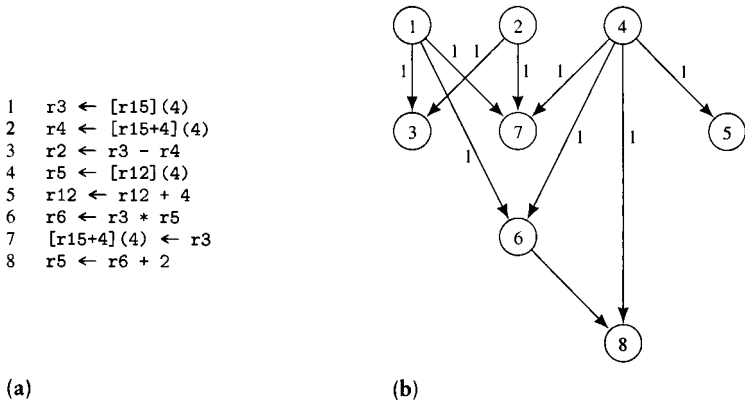 1 r3 ← [r15](4)
2 r4 ← [r15+4](4)
3 r2 ← r3 - r4
4 r5 ← [r12](4)
5 r12 ← r12 + 4
6 r6 ← r3 * r5
7 [r15+4](4) ← r3
8 r5 ← r6 + 2
(a)
1 2 4
1 1 1 1 1 1
3 7 5
1 1 1
6
8
(b)